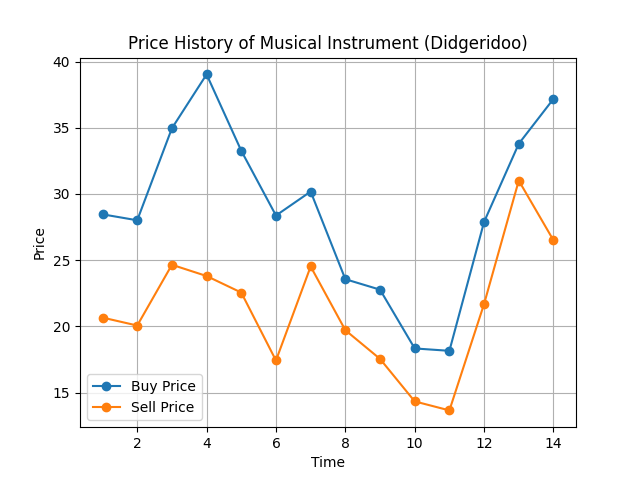 Price History of Musical Instrument (Didgeridoo)
40
35
30
25
20
15
Price
Buy Price
Sell Price
2 4 6 8 10 12 14
Time